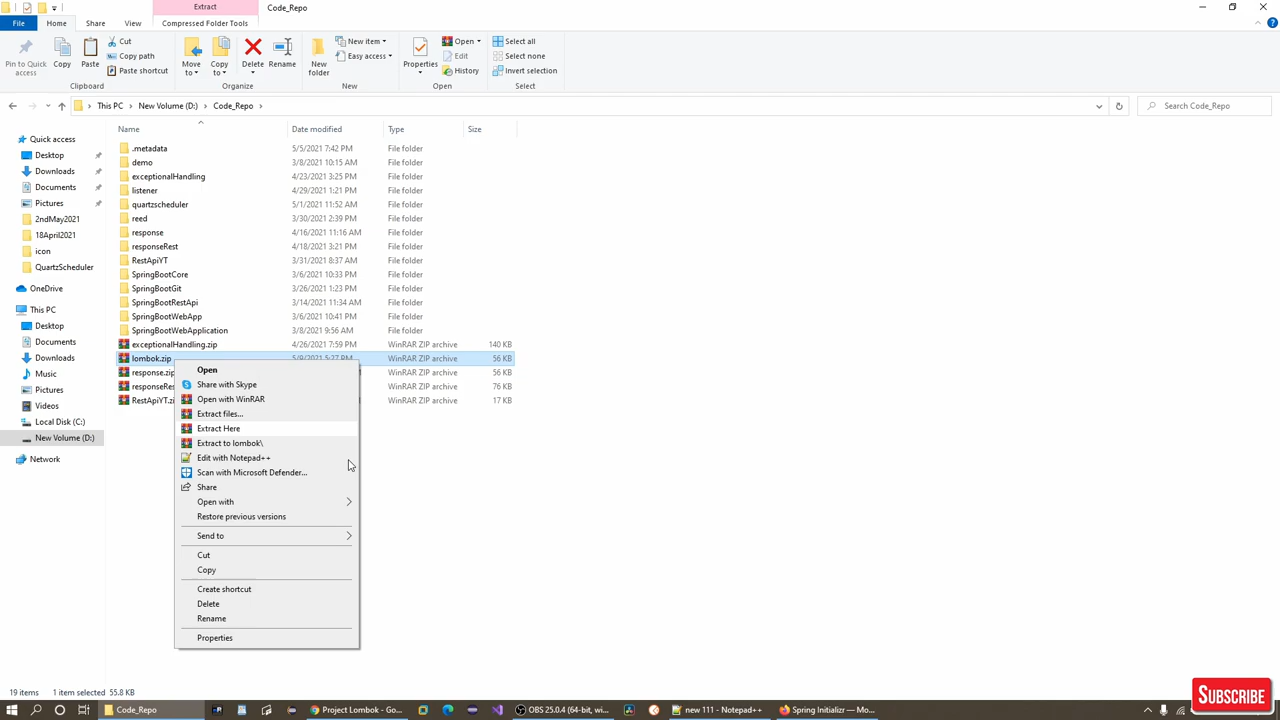 Extract
Code_Repo
File
Home
Share
View
Compressed Folder Tools
Pin to Quick access
Copy
Paste
Cut
Copy path
Paste shortcut
Clipboard
Move to
Copy to
Delete
Rename
Organize
New folder
New item
Easy access
New
Properties
Open
Edit
History
Open
Select all
Select none
Invert selection
Select
This PC > New Volume (D:) > Code_Repo >
Search Code_Repo
Name Date modified Type Size
Quick access
Desktop
Downloads
Documents
Pictures
2ndMay2021
18April2021
icon
QuartzScheduler
OneDrive
This PC
Desktop
Documents
Downloads
Music
Pictures
Videos
Local Disk (C:)
New Volume (D:)
Network
.metadata 5/5/2021 7:42 PM File folder
demo 3/8/2021 10:15 AM File folder
exceptionalHandling 4/23/2021 3:25 PM File folder
listener 4/29/2021 1:21 PM File folder
quartzscheduler 5/1/2021 11:52 AM File folder
reed 3/30/2021 2:39 PM File folder
response 4/16/2021 11:16 AM File folder
responseRest 4/18/2021 3:21 PM File folder
RestApiYT 3/31/2021 8:37 AM File folder
SpringBootCore 3/6/2021 10:33 PM File folder
SpringBootGit 3/26/2021 1:23 PM File folder
SpringBootRestApi 3/14/2021 11:34 AM File folder
SpringBootWebApp 3/6/2021 10:41 PM File folder
SpringBootWebApplication 3/8/2021 9:56 AM File folder
exceptionalHandling.zip 4/26/2021 7:59 PM WinRAR ZIP archive 140 KB
lombok.zip 5/9/2021 5:27 PM WinRAR ZIP archive 56 KB
response.zip WinRAR ZIP archive 56 KB
responseRe WinRAR ZIP archive 76 KB
RestApiYT.zi WinRAR ZIP archive 17 KB
Open
Share with Skype
Open with WinRAR
Extract files...
Extract Here
Extract to lombok\
Edit with Notepad++
Scan with Microsoft Defender...
Share
Open with
Restore previous versions
Send to
Cut
Copy
Create shortcut
Delete
Rename
Properties
19 items 1 item selected 55.8 KB
SUBSCRIBE
Code_Repo
Project Lombok - Go...
OBS 25.0.4 (64-bit, wi...
new 111 - Notepad++
Spring Initializr — Mo...